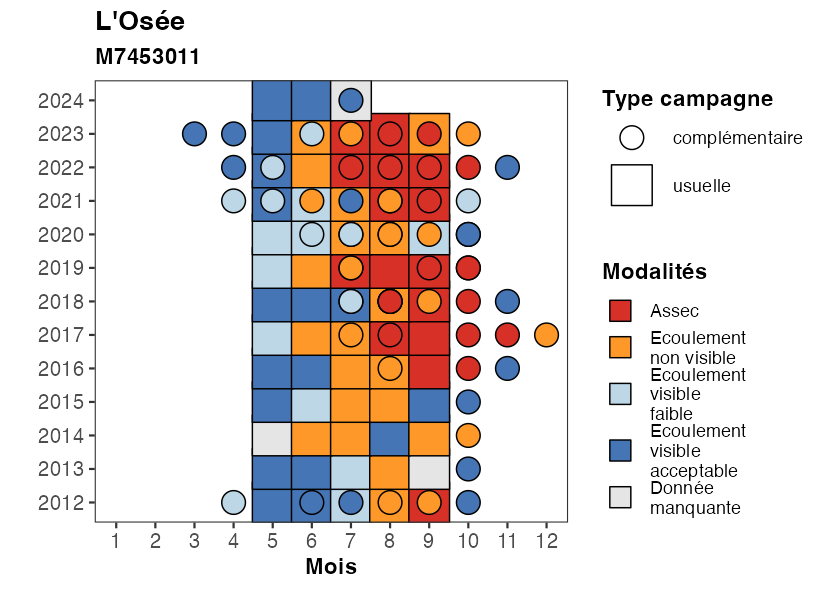 L'Osée
M7453011
2024
2023
2022
2021
2020
2019
2018
2017
2016
2015
2014
2013
2012
1 2 3 4 5 6 7 8 9 10 11 12
Mois
Type campagne
complémentaire
usuelle
Modalités
Assec
Ecoulement
non visible
Ecoulement
visible
faible
Ecoulement
visible
acceptable
Donnée
manquante